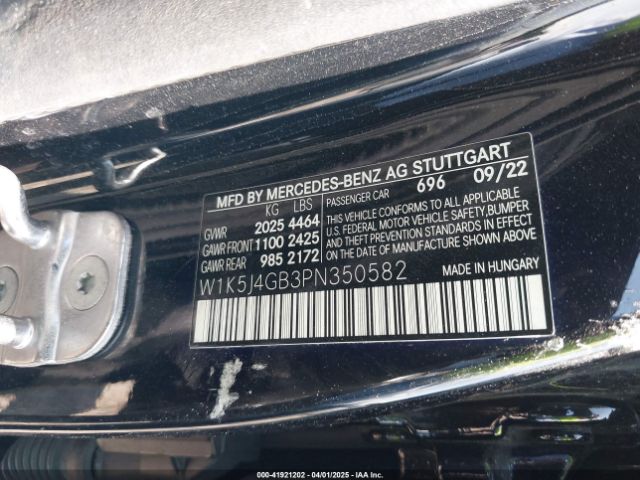 MFD BY MERCEDES-BENZ AG STUTTGART
KG LBS PASSENGER CAR 696 09/22
GVWR 2025 4464
GAWR FRONT 1100 2425
GAWR REAR 985 2172
THIS VEHICLE CONFORMS TO ALL APPLICABLE
U.S. FEDERAL MOTOR VEHICLE SAFETY, BUMPER
AND THEFT PREVENTION STANDARDS IN
EFFECT ON THE DATE OF MANUFACTURE
SHOWN ABOVE.
W1K5J4GB3PN350582 MADE IN HUNGARY
00-41921202 04/01/2025 IAA Inc.